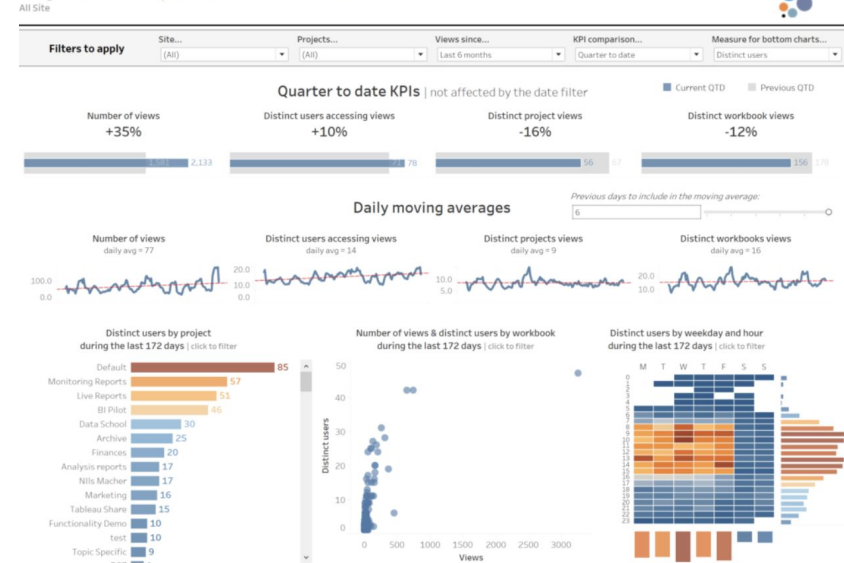 All Site
Filters to apply
Site...
(All)
Projects...
(All)
Views since...
Last 6 months
KPI comparison...
Quarter to date
Measure for bottom charts...
Distinct users
Quarter to date KPIs | not affected by the date filter
Current QTD
Previous QTD
Number of views
+35%
1,581 2,133
Distinct users accessing views
+10%
71 78
Distinct project views
-16%
56 67
Distinct workbook views
-12%
156 178
Daily moving averages
Previous days to include in the moving average:
6
Number of views
daily avg = 77
100.0
0.0
Distinct users accessing views
daily avg = 14
20.0
10.0
0.0
Distinct projects views
daily avg = 9
10.0
5.0
Distinct workbooks views
daily avg = 16
20.0
10.0
Distinct users by project
during the last 172 days | click to filter
Default 85
Monitoring Reports 57
Live Reports 51
BI Pilot 46
Data School 30
Archive 25
Finances 20
Analysis reports 17
NIls Macher 17
Marketing 16
Tableau Share 15
Functionality Demo 10
test 10
Topic Specific 9
Number of views & distinct users by workbook
during the last 172 days | click to filter
Distinct users
50
40
30
20
10
0
0 500 1000 1500 2000 2500 3000
Views
Distinct users by weekday and hour
during the last 172 days | click to filter
M T W T F S S
0
1
2
3
4
5
6
7
8
9
10
11
12
13
14
15
16
17
18
19
20
21
22
23